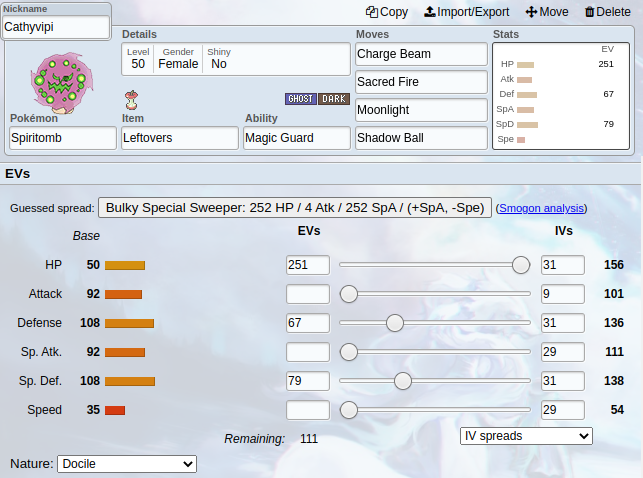 Nickname
Cathyvipi
Copy Import/Export Move Delete
Details
Level Gender Shiny
50 Female No
GHOST DARK
Pokémon Item Ability
Spiritomb Leftovers Magic Guard
Moves
Charge Beam
Sacred Fire
Moonlight
Shadow Ball
Stats
EV
HP 251
Atk
Def 67
SpA
SpD 79
Spe
EVs
Guessed spread: Bulky Special Sweeper: 252 HP / 4 Atk / 252 SpA / (+SpA, -Spe) (Smogon analysis)
Base EVs IVs
HP 50 251 31 156
Attack 92 9 101
Defense 108 67 31 136
Sp. Atk. 92 29 111
Sp. Def. 108 79 31 138
Speed 35 29 54
Remaining: 111 IV spreads
Nature: Docile